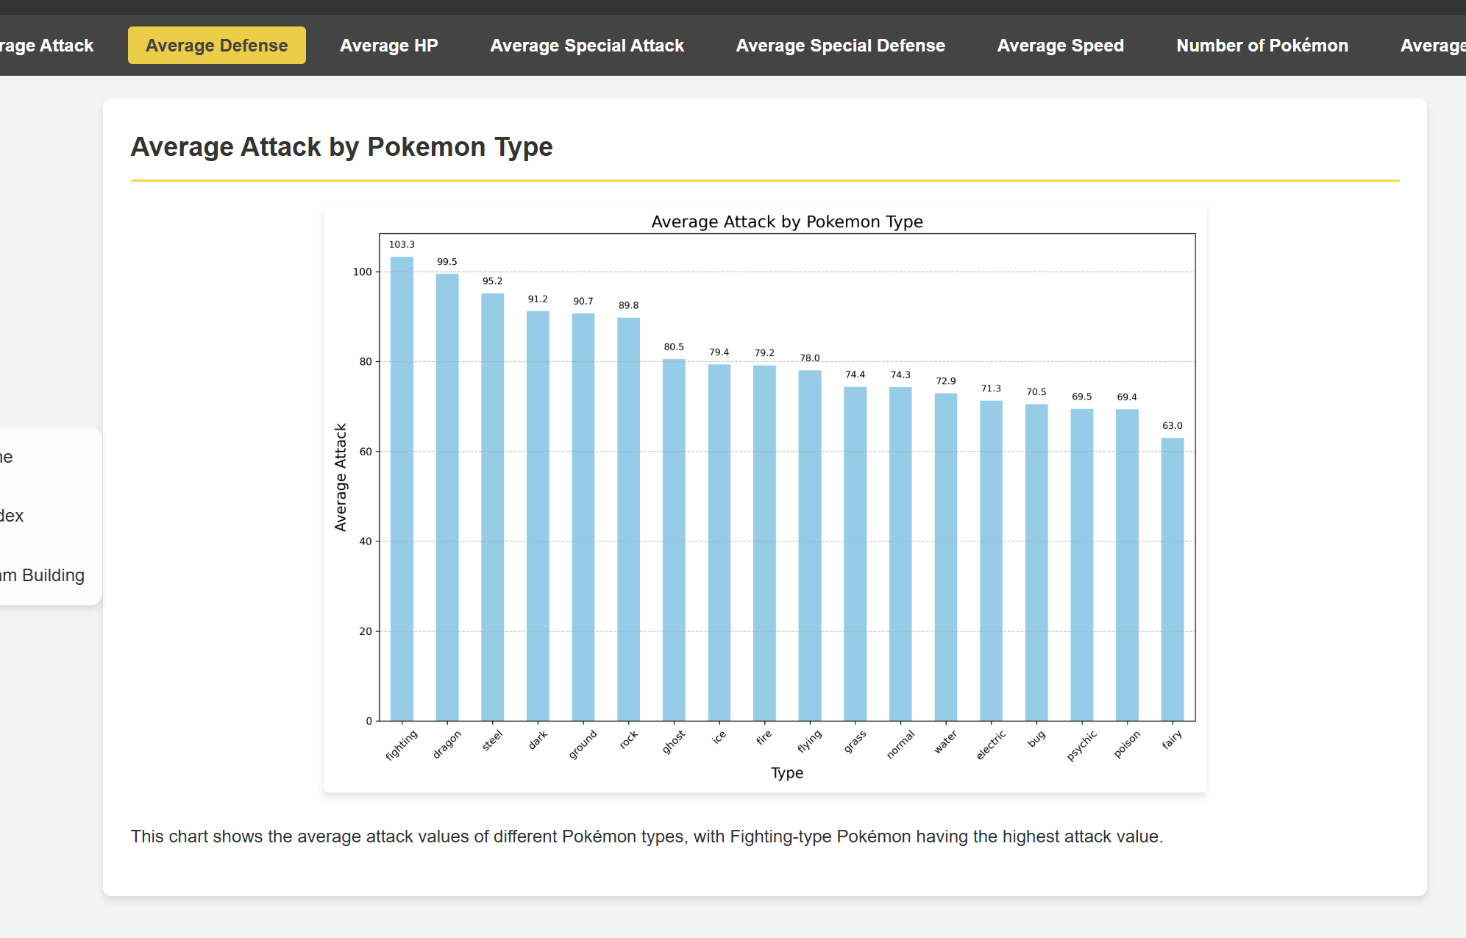 rage Attack
Average Defense
Average HP
Average Special Attack
Average Special Defense
Average Speed
Number of Pokémon
Average
ne
dex
am Building
Average Attack by Pokemon Type
Average Attack by Pokemon Type
Average Attack
100
80
60
40
20
0
103.3
99.5
95.2
91.2
90.7
89.8
80.5
79.4
79.2
78.0
74.4
74.3
72.9
71.3
70.5
69.5
69.4
63.0
fighting
dragon
steel
dark
ground
rock
ghost
ice
fire
flying
grass
normal
water
electric
bug
psychic
poison
fairy
Type
This chart shows the average attack values of different Pokémon types, with Fighting-type Pokémon having the highest attack value.